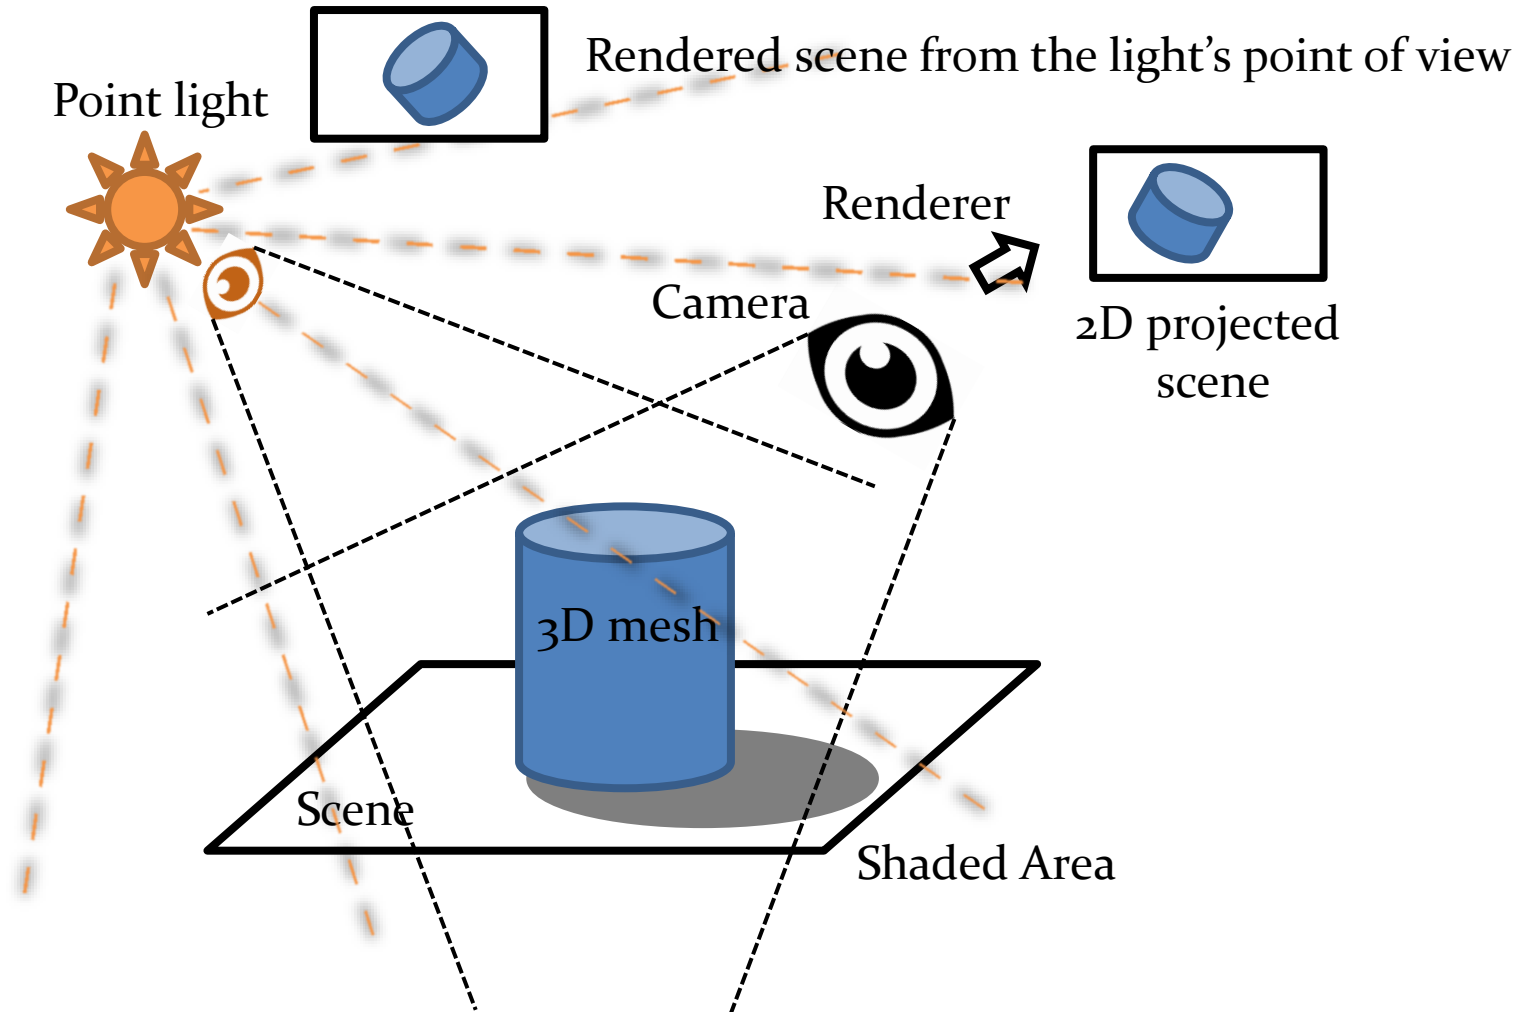 Rendered scene from the light’s point of view
Point light
Renderer
Camera
2D projected
scene
3D mesh
Scene
Shaded Area